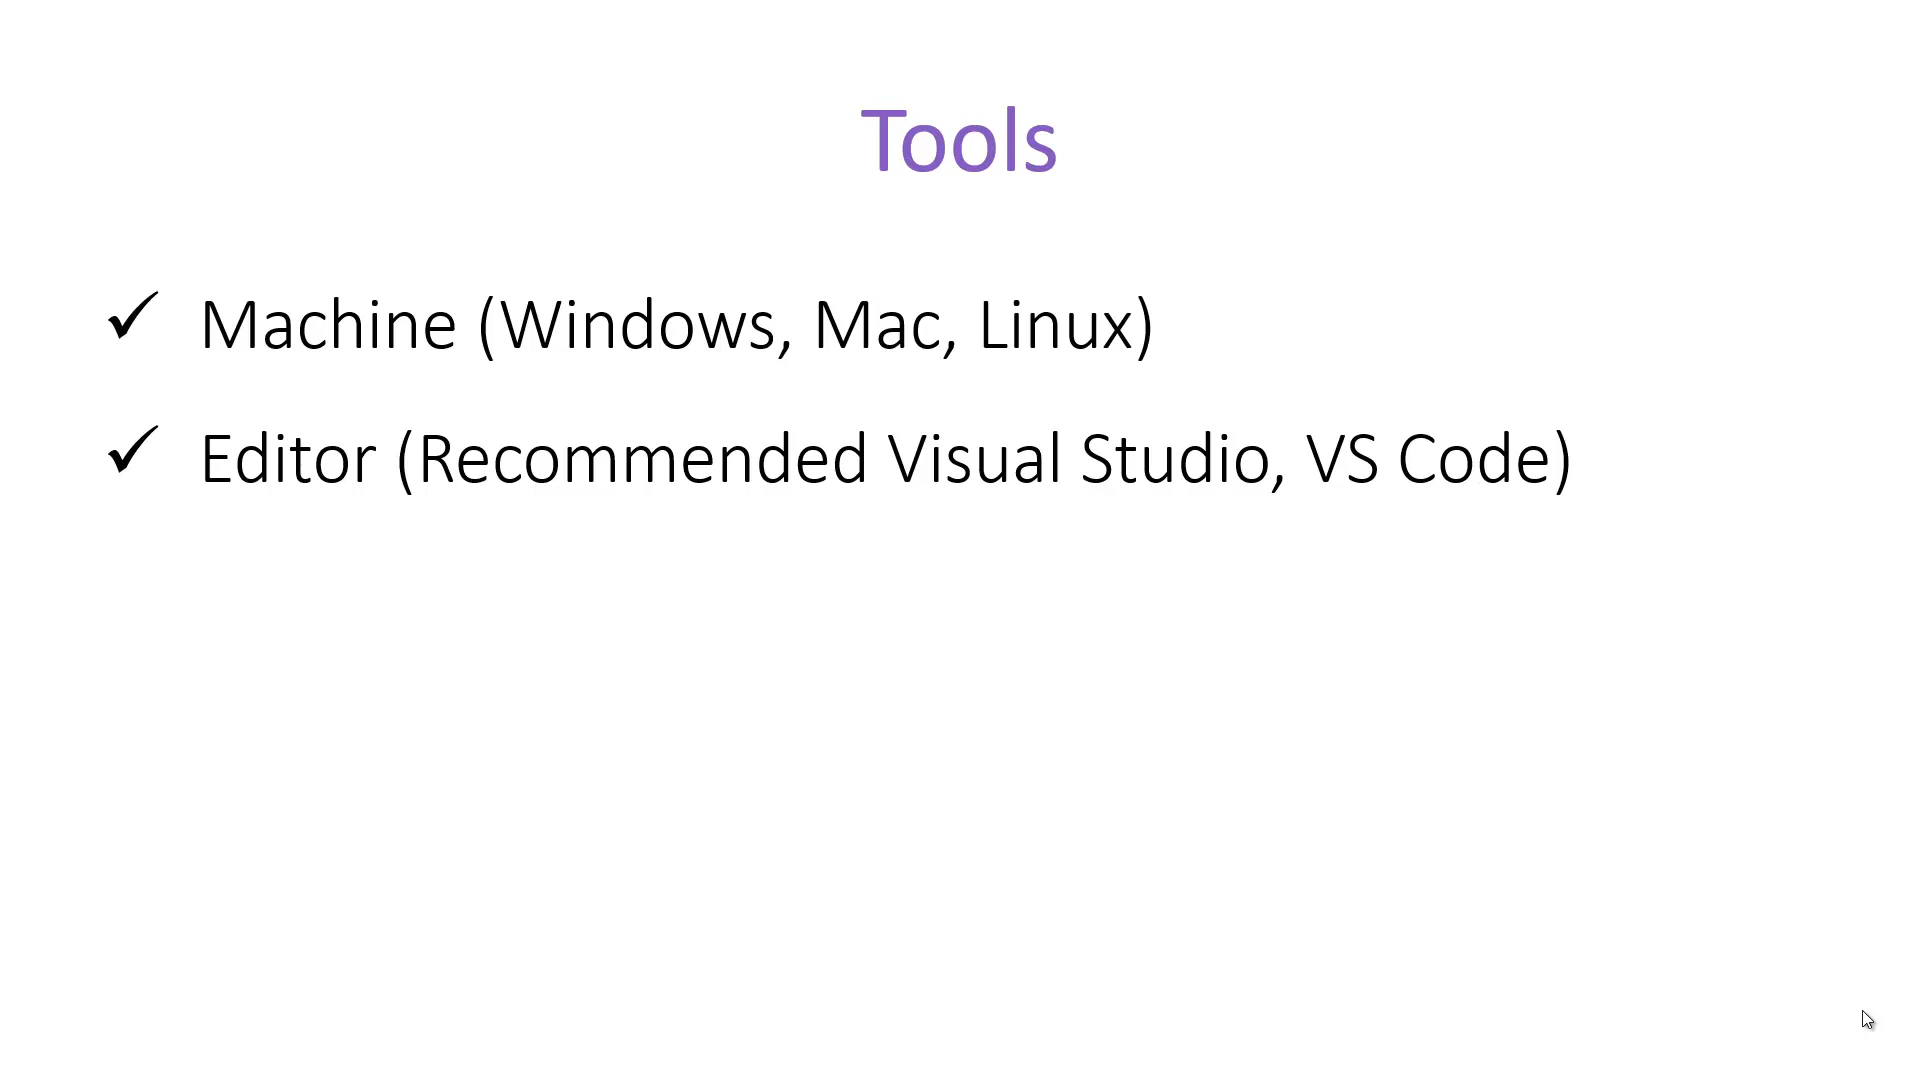 Tools
✓ Machine (Windows, Mac, Linux)
✓ Editor (Recommended Visual Studio, VS Code)